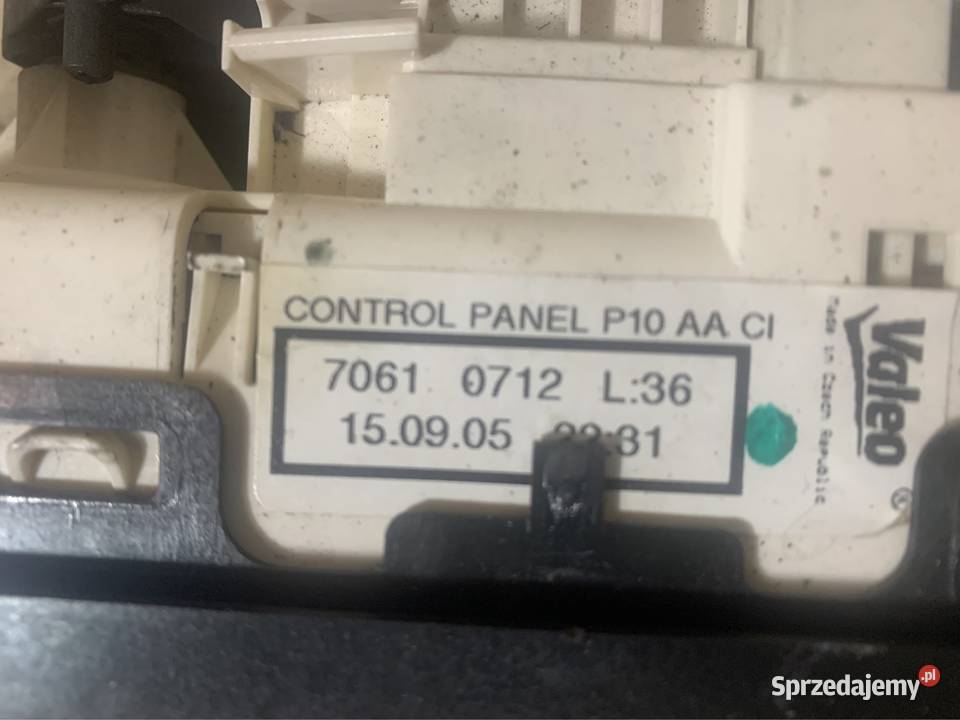 CONTROL PANEL P10 AA CI
7061 0712 L:36
15.09.05
Valeo®
Made in Czech Republic
Sprzedajemy.pl